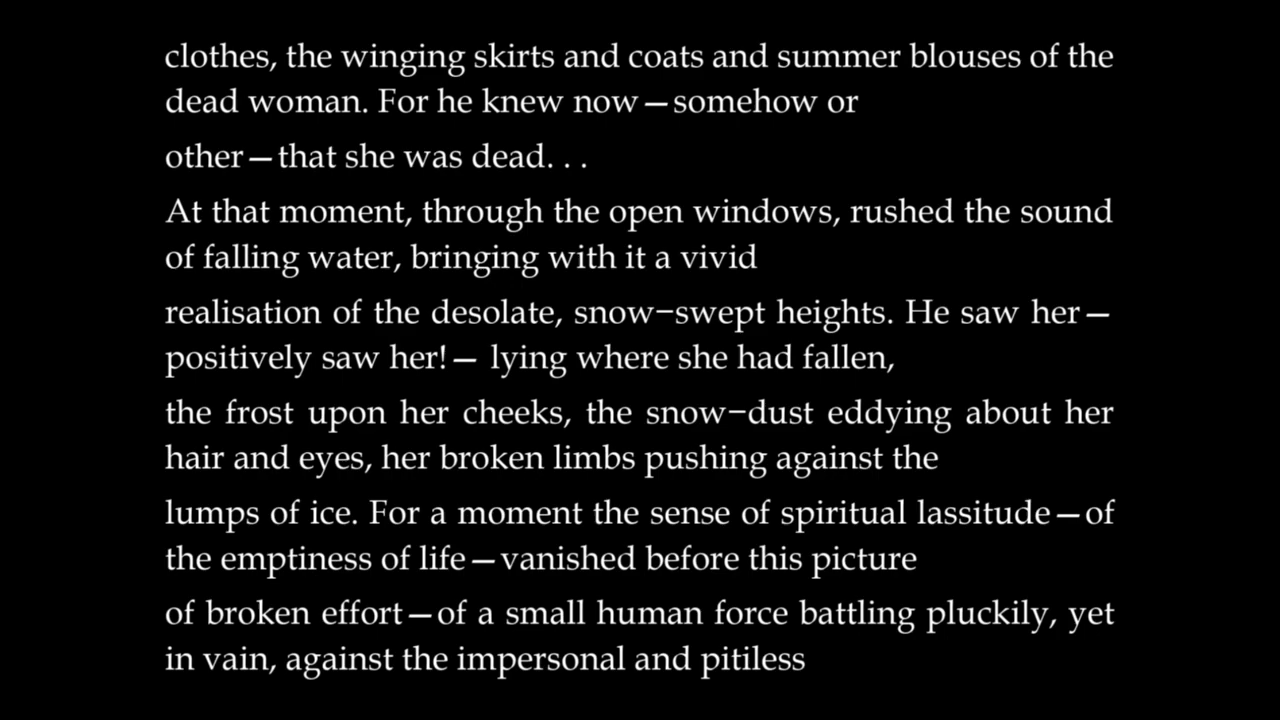 clothes, the winging skirts and coats and summer blouses of the
dead woman. For he knew now—somehow or
other—that she was dead. . .
At that moment, through the open windows, rushed the sound
of falling water, bringing with it a vivid
realisation of the desolate, snow−swept heights. He saw her—
positively saw her!— lying where she had fallen,
the frost upon her cheeks, the snow−dust eddying about her
hair and eyes, her broken limbs pushing against the
lumps of ice. For a moment the sense of spiritual lassitude—of
the emptiness of life—vanished before this picture
of broken effort—of a small human force battling pluckily, yet
in vain, against the impersonal and pitiless